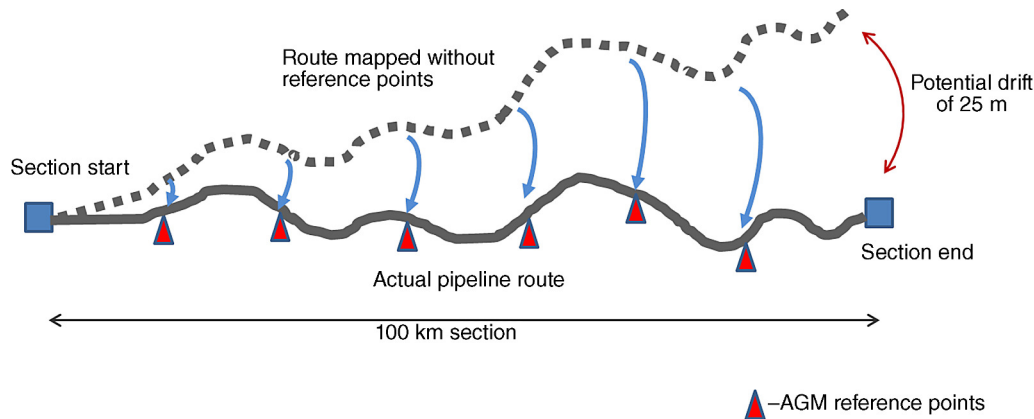 Route mapped without
reference points
Potential drift
of 25 m
Section start
Section end
Actual pipeline route
100 km section
–AGM reference points